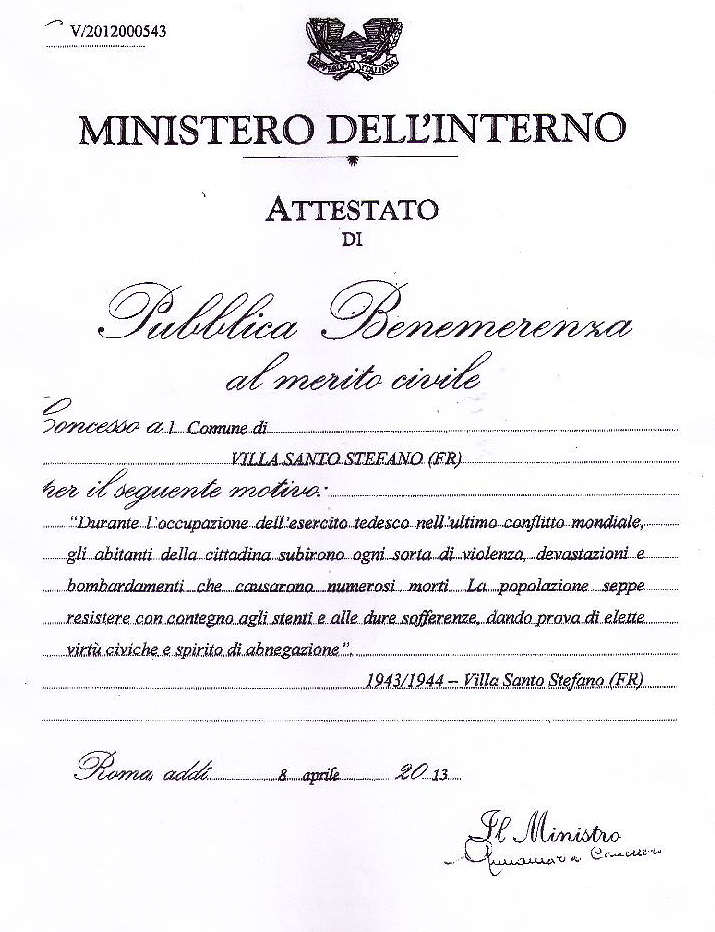 V/2012000543
REPUBBLICA ITALIANA
MINISTERO DELL'INTERNO
ATTESTATO
DI
Pubblica Benemerenza
al merito civile
Concesso a l Comune di
VILLA SANTO STEFANO (FR)
per il seguente motivo:
"Durante l'occupazione dell'esercito tedesco nell'ultimo conflitto mondiale,
gli abitanti della cittadina subirono ogni sorta di violenza, devastazioni e
bombardamenti che causarono numerosi morti. La popolazione seppe
resistere con contegno agli stenti e alle dure sofferenze, dando prova di elette
virtù civiche e spirito di abnegazione".
1943/1944 – Villa Santo Stefano (FR)
Roma, addì 8 aprile 2013
Il Ministro